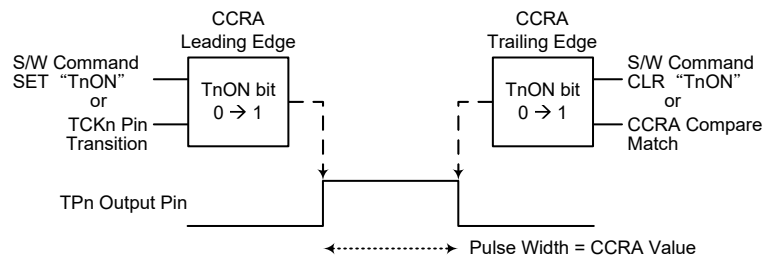 CCRA
Leading Edge
S/W Command
SET “TnON”
or
TCKn Pin
Transition
TnON bit
0 → 1
CCRA
Trailing Edge
TnON bit
0 → 1
S/W Command
CLR “TnON”
or
CCRA Compare
Match
TPn Output Pin
Pulse Width = CCRA Value